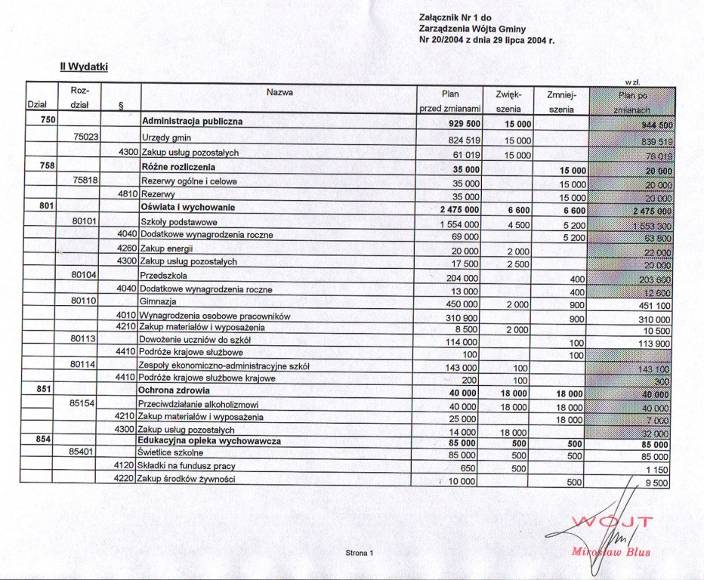 Załącznik Nr 1 do
Zarządzenia Wójta Gminy
Nr 20/2004 z dnia 29 lipca 2004 r.
II Wydatki
w zł.
Dział Roz-dział § Nazwa Plan przed zmianami Zwięk-szenia Zmniej-szenia Plan po zmianach
750 Administracja publiczna 929 500 15 000 944 500
75023 Urzędy gmin 824 519 15 000 839 519
4300 Zakup usług pozostałych 61 019 15 000 76 019
758 Różne rozliczenia 35 000 15 000 20 000
75818 Rezerwy ogólne i celowe 35 000 15 000 20 000
4810 Rezerwy 35 000 15 000 20 000
801 Oświata i wychowanie 2 475 000 6 600 6 600 2 475 000
80101 Szkoły podstawowe 1 554 000 4 500 5 200 1 553 300
4040 Dodatkowe wynagrodzenia roczne 69 000 5 200 63 800
4260 Zakup energii 20 000 2 000 22 000
4300 Zakup usług pozostałych 17 500 2 500 20 000
80104 Przedszkola 204 000 400 203 600
4040 Dodatkowe wynagrodzenia roczne 13 000 400 12 600
80110 Gimnazja 450 000 2 000 900 451 100
4010 Wynagrodzenia osobowe pracowników 310 900 900 310 000
4210 Zakup materiałów i wyposażenia 8 500 2 000 10 500
80113 Dowożenie uczniów do szkół 114 000 100 113 900
4410 Podróże krajowe służbowe 100 100
80114 Zespoły ekonomiczno-administracyjne szkół 143 000 100 143 100
4410 Podróże krajowe służbowe krajowe 200 100 300
851 Ochrona zdrowia 40 000 18 000 18 000 40 000
85154 Przeciwdziałanie alkoholizmowi 40 000 18 000 18 000 40 000
4210 Zakup materiałów i wyposażenia 25 000 18 000 7 000
4300 Zakup usług pozostałych 14 000 18 000 32 000
854 Edukacyjna opieka wychowawcza 85 000 500 500 85 000
85401 Świetlice szkolne 85 000 500 500 85 000
4120 Składki na fundusz pracy 650 500 1 150
4220 Zakup środków żywności 10 000 500 9 500
WÓJT
Mirosław Blus
Strona 1